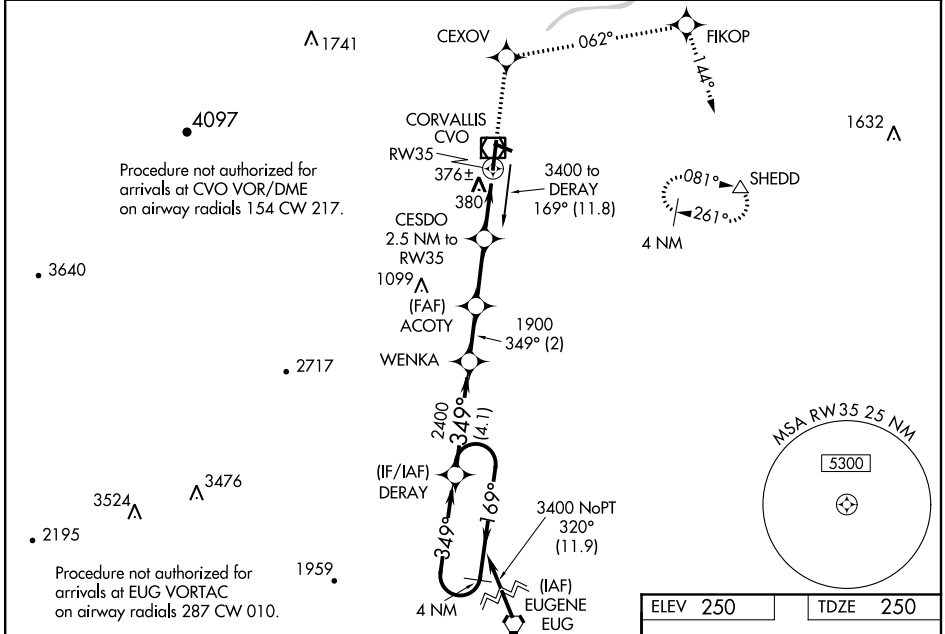 1741
CEXOV
062°
FIKOP
144°
4097
CORVALLIS
CVO
1632
RW35
Procedure not authorized for
arrivals at CVO VOR/DME
on airway radials 154 CW 217.
376±
380
3400 to
DERAY
169° (11.8)
081°
SHEDD
261°
4 NM
CESDO
2.5 NM to
RW35
3640
1099
(FAF)
ACOTY
1900
349° (2)
WENKA
2717
2400
349°
(4.1)
MSA RW35 25 NM
5300
(IF/IAF)
DERAY
169°
349°
3476
3524
3400 NoPT
320°
(11.9)
2195
Procedure not authorized for
arrivals at EUG VORTAC
on airway radials 287 CW 010.
1959
4 NM
(IAF)
EUGENE
EUG
ELEV 250
TDZE 250